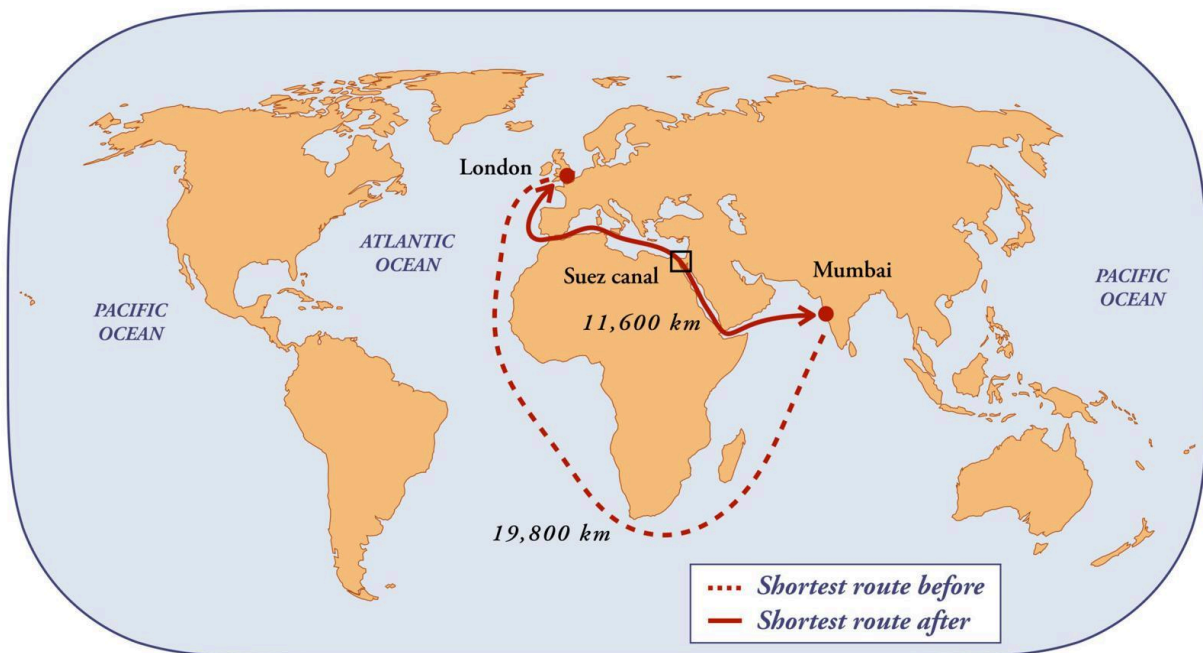 London
ATLANTIC
OCEAN
Suez canal
Mumbai
PACIFIC
OCEAN
PACIFIC
OCEAN
11,600 km
19,800 km
Shortest route before
Shortest route after